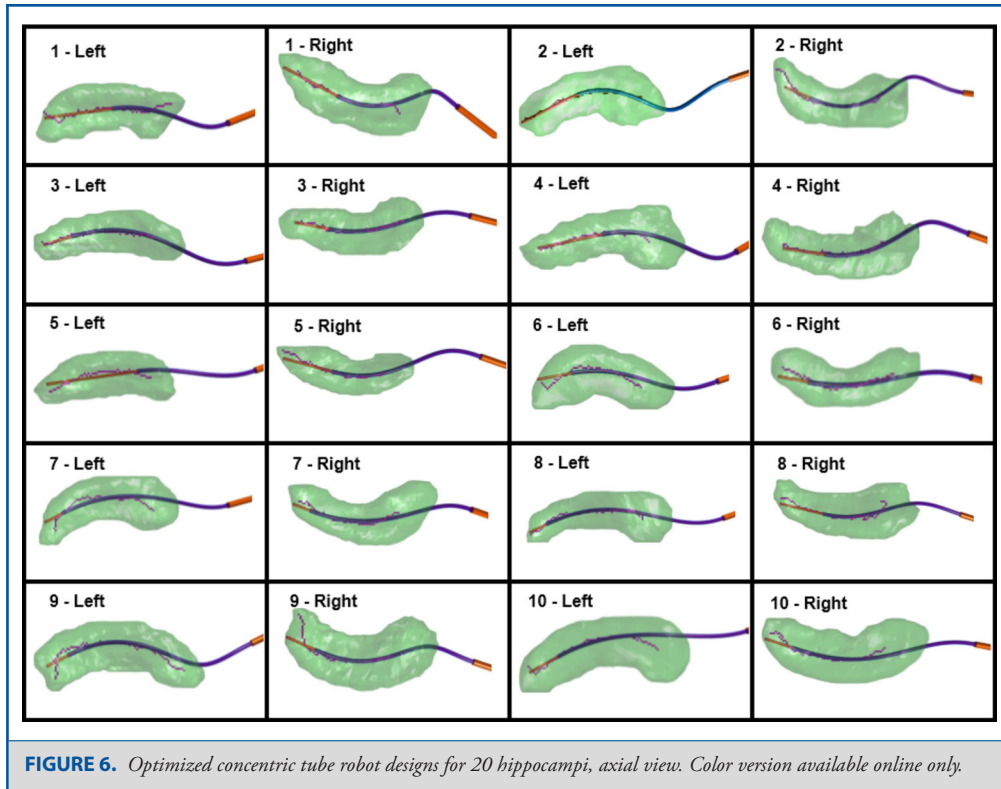 1 - Left
1 - Right
2 - Left
2 - Right
3 - Left
3 - Right
4 - Left
4 - Right
5 - Left
5 - Right
6 - Left
6 - Right
7 - Left
7 - Right
8 - Left
8 - Right
9 - Left
9 - Right
10 - Left
10 - Right
FIGURE 6. Optimized concentric tube robot designs for 20 hippocampi, axial view. Color version available online only.